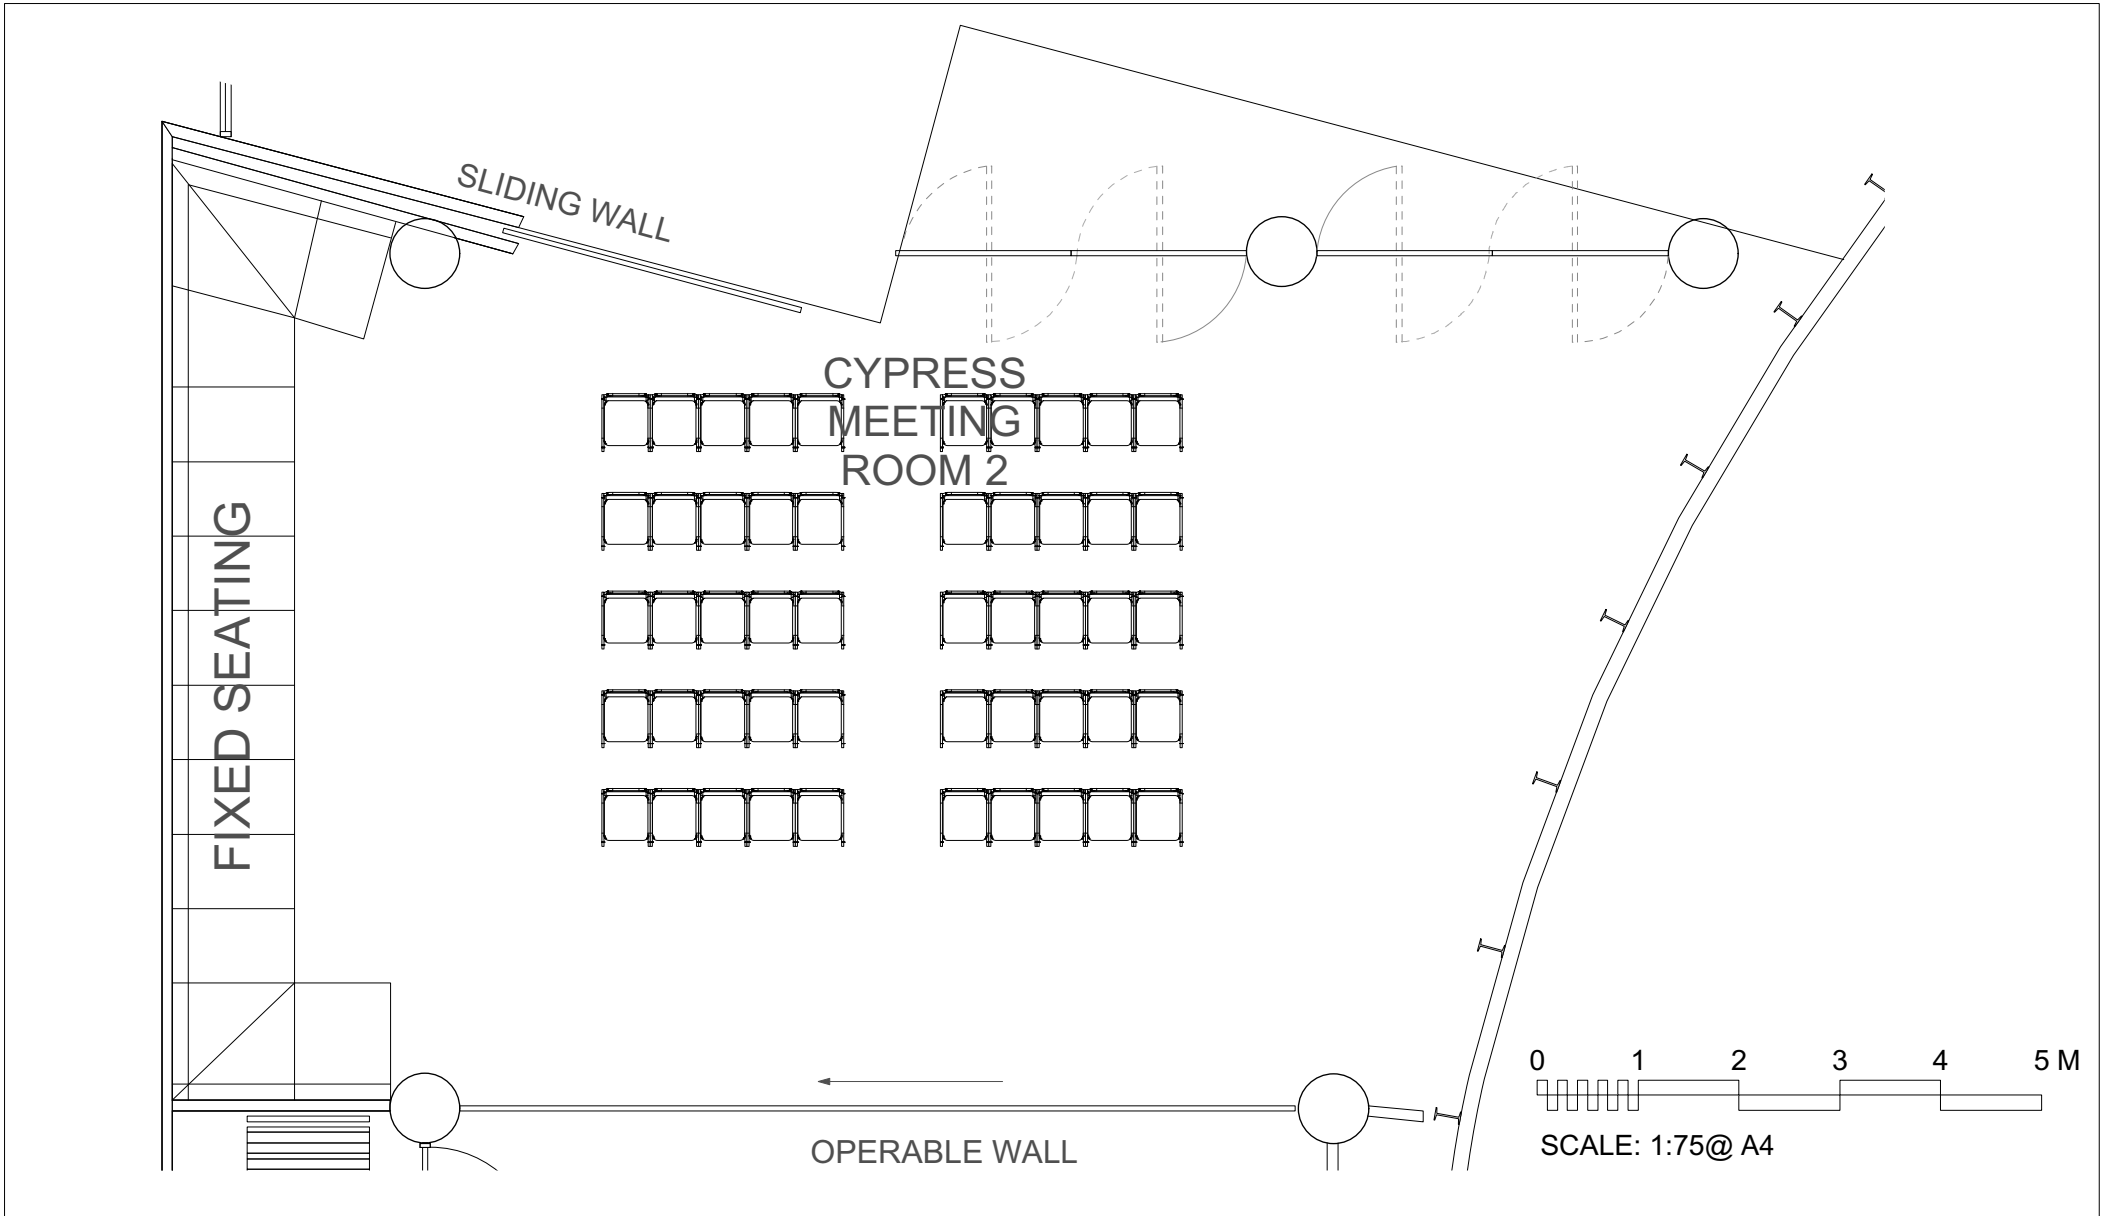 SLIDING WALL
CYPRESS
MEETING
ROOM 2
FIXED SEATING
0 1 2 3 4 5 M
SCALE: 1:75@ A4
OPERABLE WALL